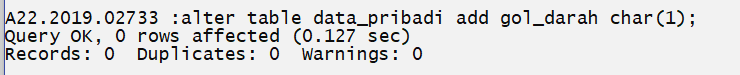 A22.2019.02733 :alter table data_pribadi add gol_darah char(1);
Query OK, 0 rows affected (0.127 sec)
Records: 0  Duplicates: 0  Warnings: 0